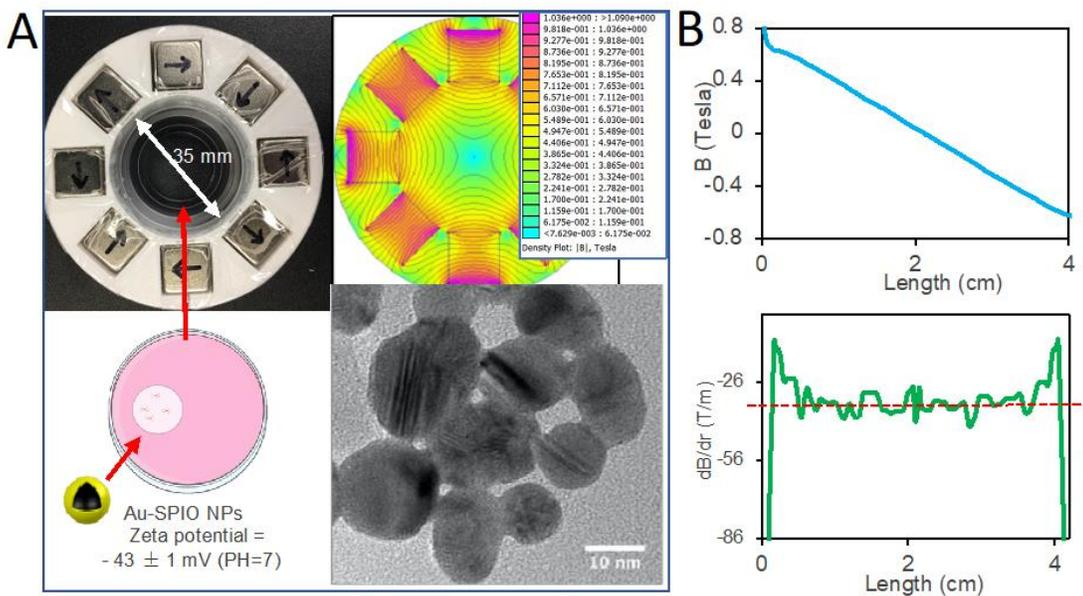 A
35 mm
1.036e+000 : >1.090e+000
9.818e-001 : 1.036e+000
9.277e-001 : 9.818e-001
8.736e-001 : 9.277e-001
8.195e-001 : 8.736e-001
7.653e-001 : 8.195e-001
7.112e-001 : 7.653e-001
6.571e-001 : 7.112e-001
6.030e-001 : 6.571e-001
5.489e-001 : 6.030e-001
4.947e-001 : 5.489e-001
4.406e-001 : 4.947e-001
3.865e-001 : 4.406e-001
3.324e-001 : 3.865e-001
2.782e-001 : 3.324e-001
2.241e-001 : 2.782e-001
1.700e-001 : 2.241e-001
1.159e-001 : 1.700e-001
6.175e-002 : 1.159e-001
<7.629e-003 : 6.175e-002
Density Plot: |B|, Tesla
Au-SPIO NPs
Zeta potential =
- 43 ± 1 mV (PH=7)
10 nm
B
0.8
0.4
0
-0.4
-0.8
B (Tesla)
0 2 4
Length (cm)
-26
-56
-86
dB/dr (T/m)
0 2 4
Length (cm)